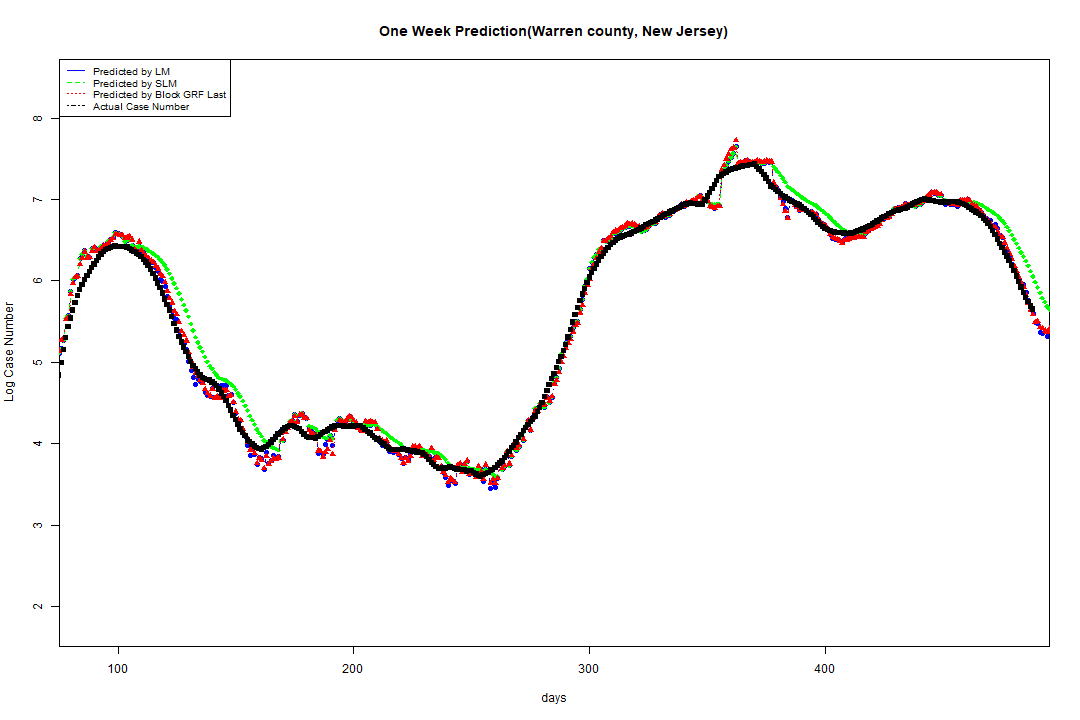 One Week Prediction(Warren county, New Jersey)
Predicted by LM
Predicted by SLM
Predicted by Block GRF Last
Actual Case Number
8
7
6
5
4
3
2
Log Case Number
100 200 300 400
days